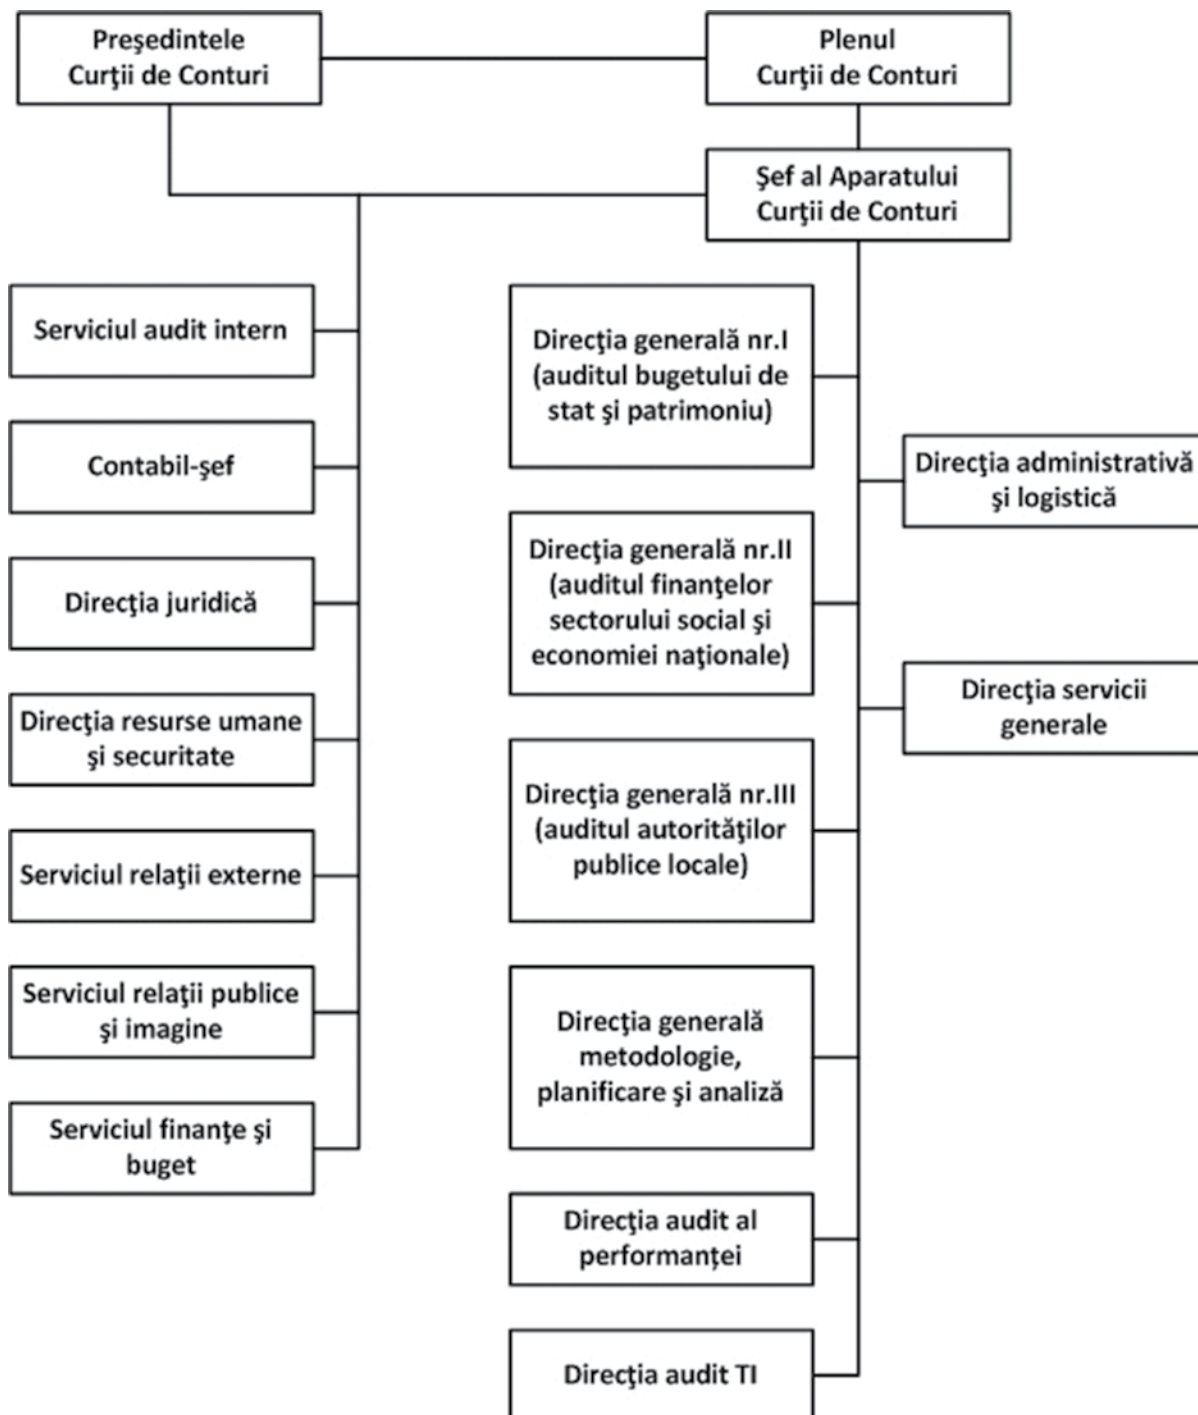 Preşedintele
Curţii de Conturi
Plenul
Curţii de Conturi
Şef al Aparatului
Curţii de Conturi
Serviciul audit intern
Contabil-şef
Direcţia juridică
Direcţia resurse umane
şi securitate
Serviciul relaţii externe
Serviciul relaţii publice
şi imagine
Serviciul finanţe şi
buget
Direcţia generală nr.I
(auditul bugetului de
stat şi patrimoniu)
Direcţia generală nr.II
(auditul finanţelor
sectorului social şi
economiei naţionale)
Direcţia generală nr.III
(auditul autorităţilor
publice locale)
Direcţia generală
metodologie,
planificare şi analiză
Direcţia audit al
performanței
Direcţia audit TI
Direcţia administrativă
şi logistică
Direcţia servicii
generale